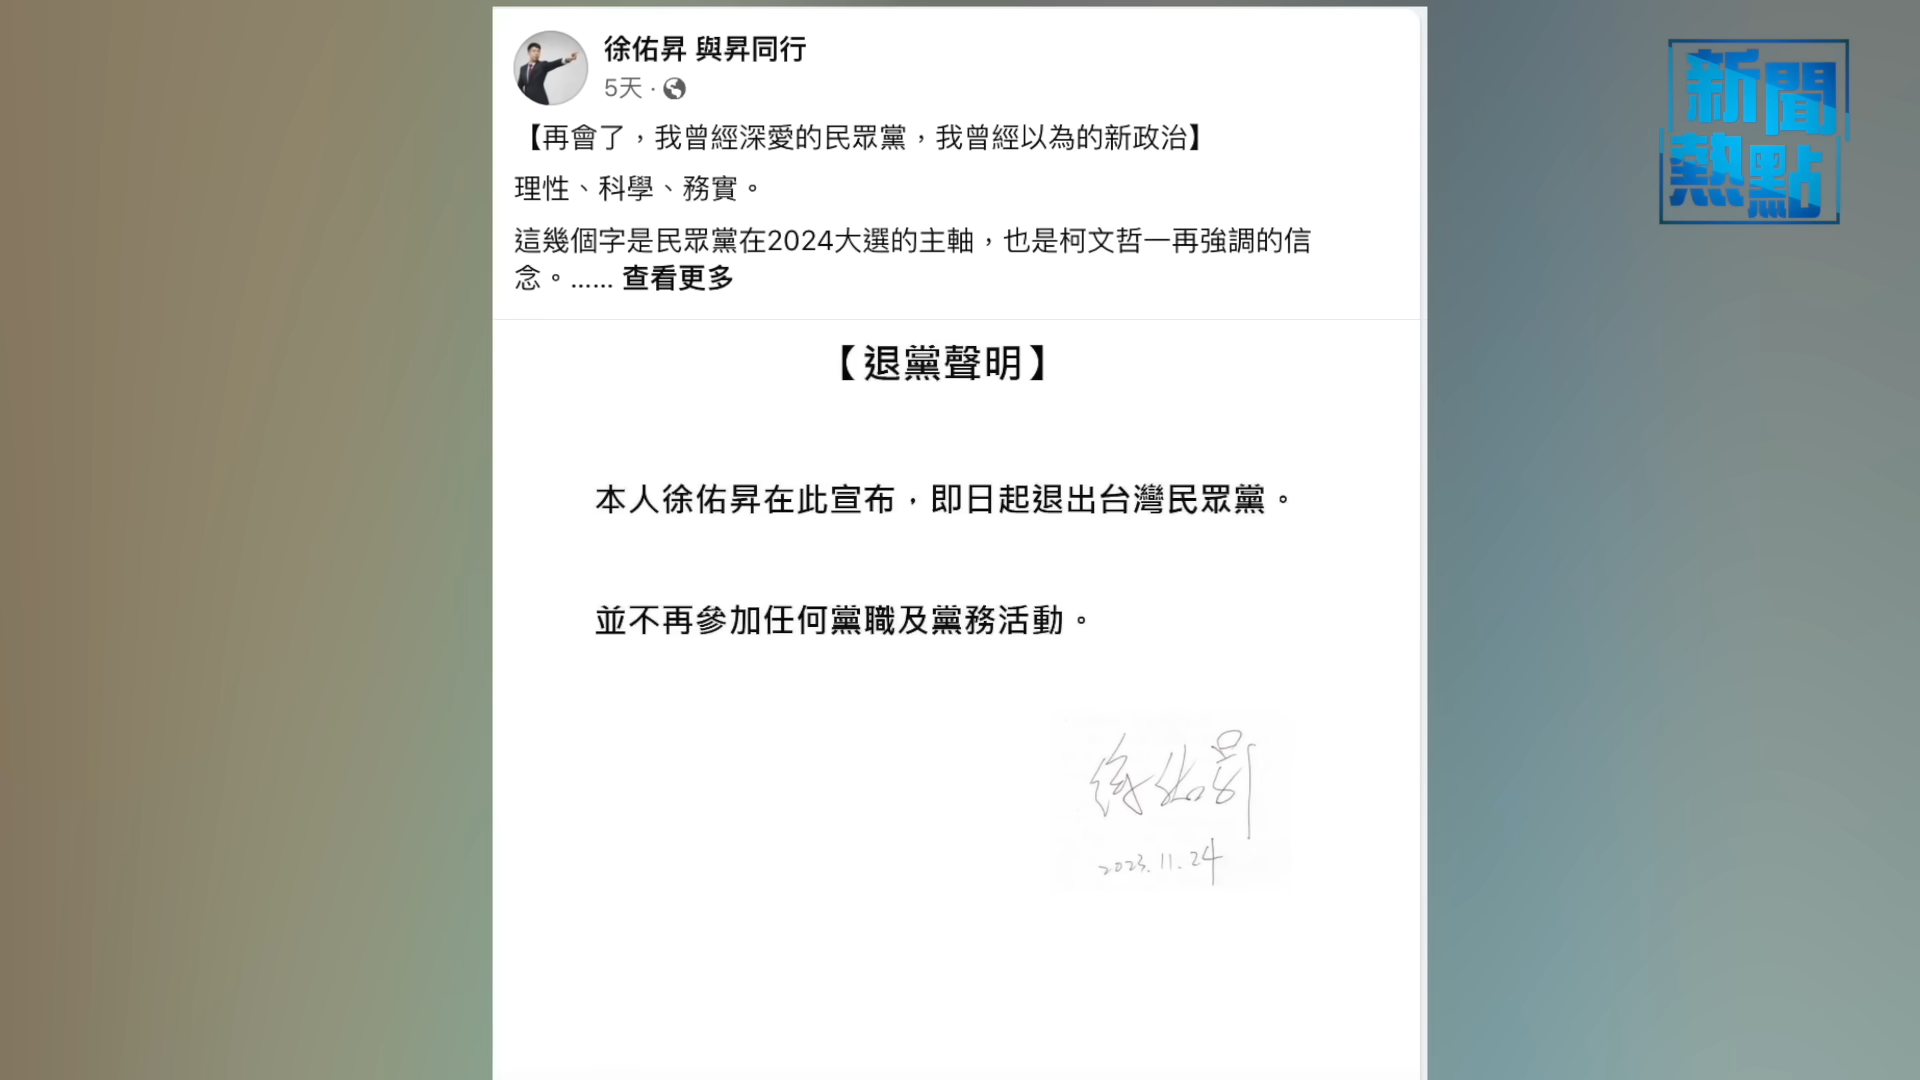 徐佑昇 與昇同行
5天 ·
【再會了，我曾經深愛的民眾黨，我曾經以為的新政治】
理性、科學、務實。
這幾個字是民眾黨在2024大選的主軸，也是柯文哲一再強調的信
念。...... 查看更多
【退黨聲明】
本人徐佑昇在此宣布，即日起退出台灣民眾黨。
並不再參加任何黨職及黨務活動。
徐佑昇
2023.11.24
新聞
熱點